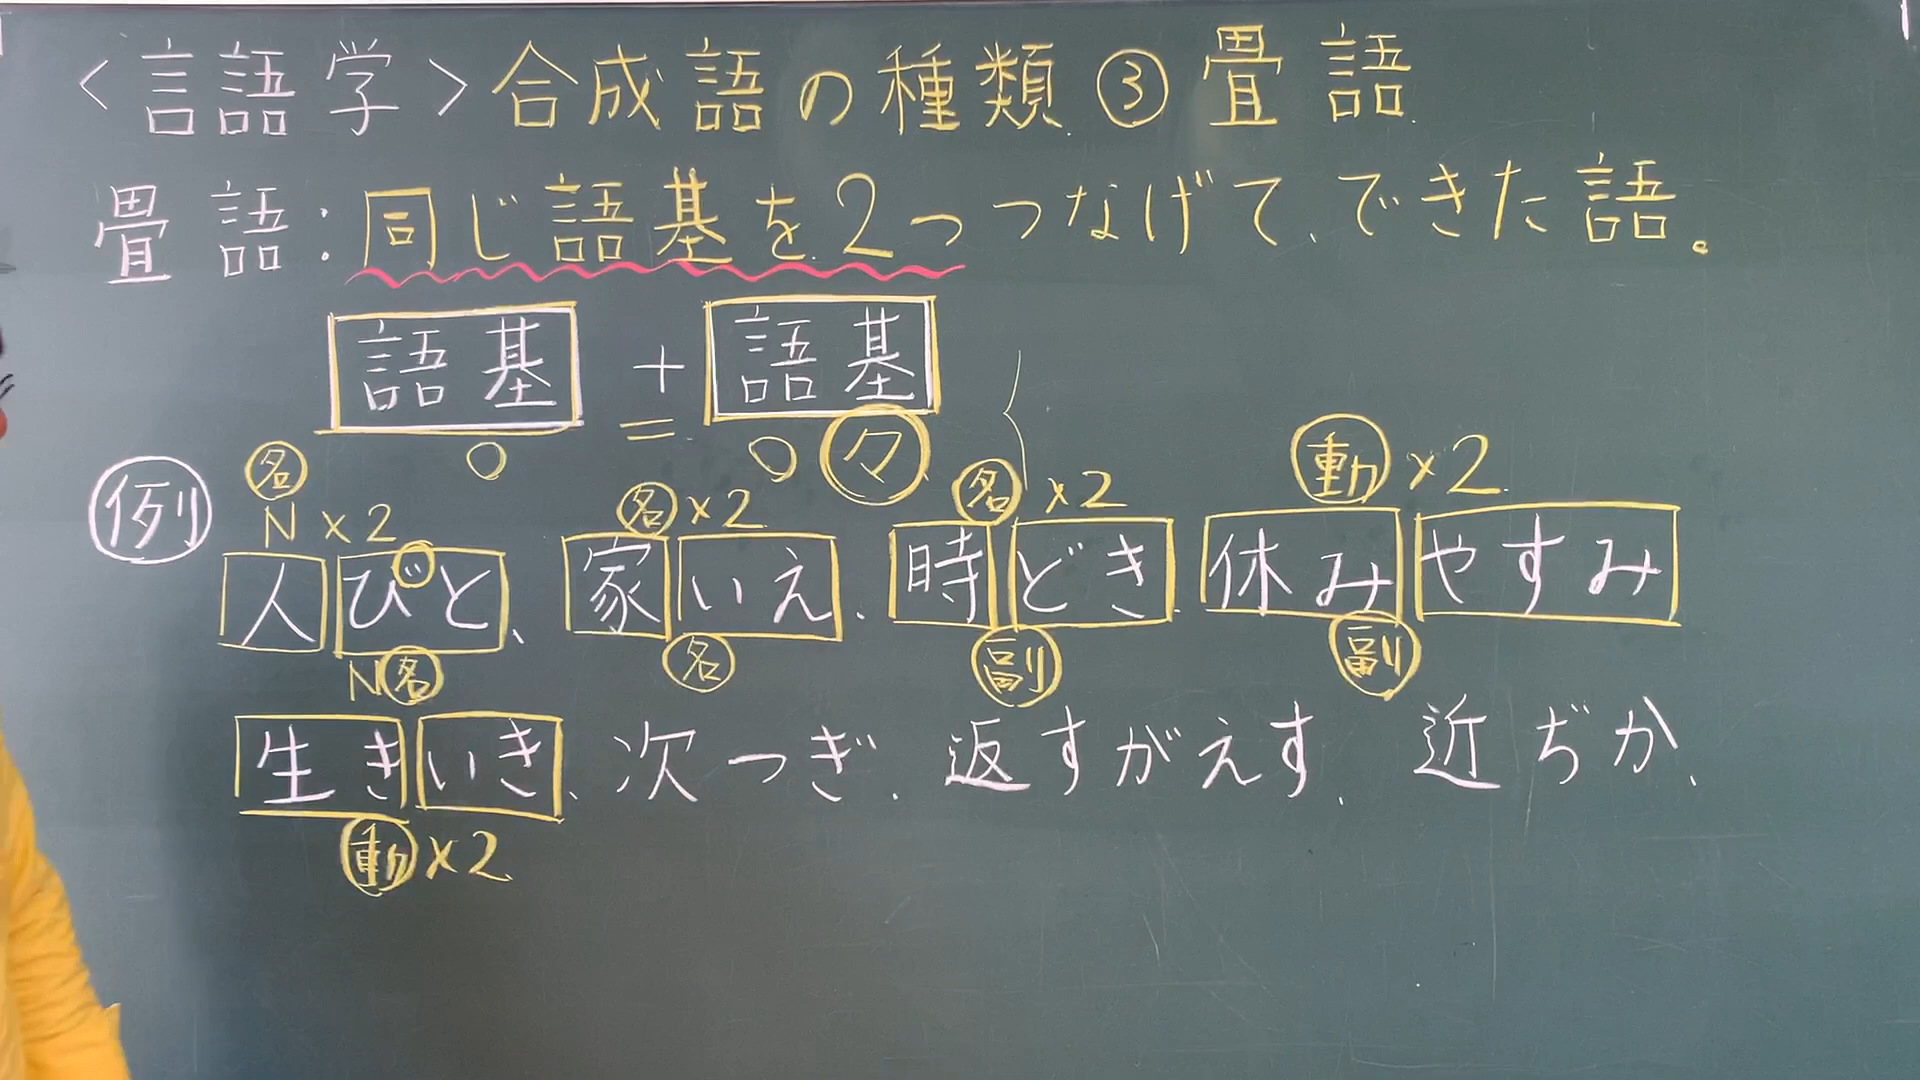 <言語学>合成語の種類③畳語
畳語:同じ語基を2つつなげて、できた語。
語基 + 語基
○ = ○ 々
例 名 名×2 名×2 動×2
N×2
人びと、家いえ、時どき、休みやすみ
N名 名 副 副
生きいき、次つぎ、返すがえす、近ぢか、
動×2